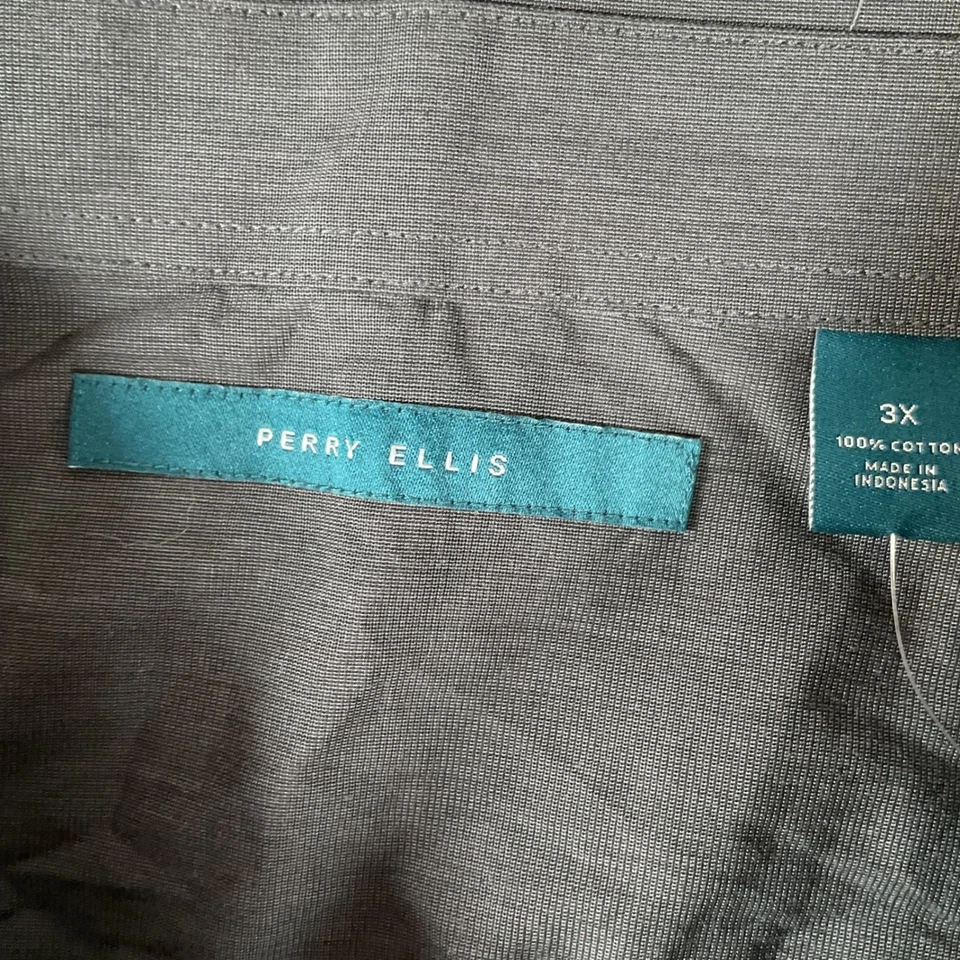 PERRY ELLIS
3X
100% COTTON
MADE IN
INDONESIA